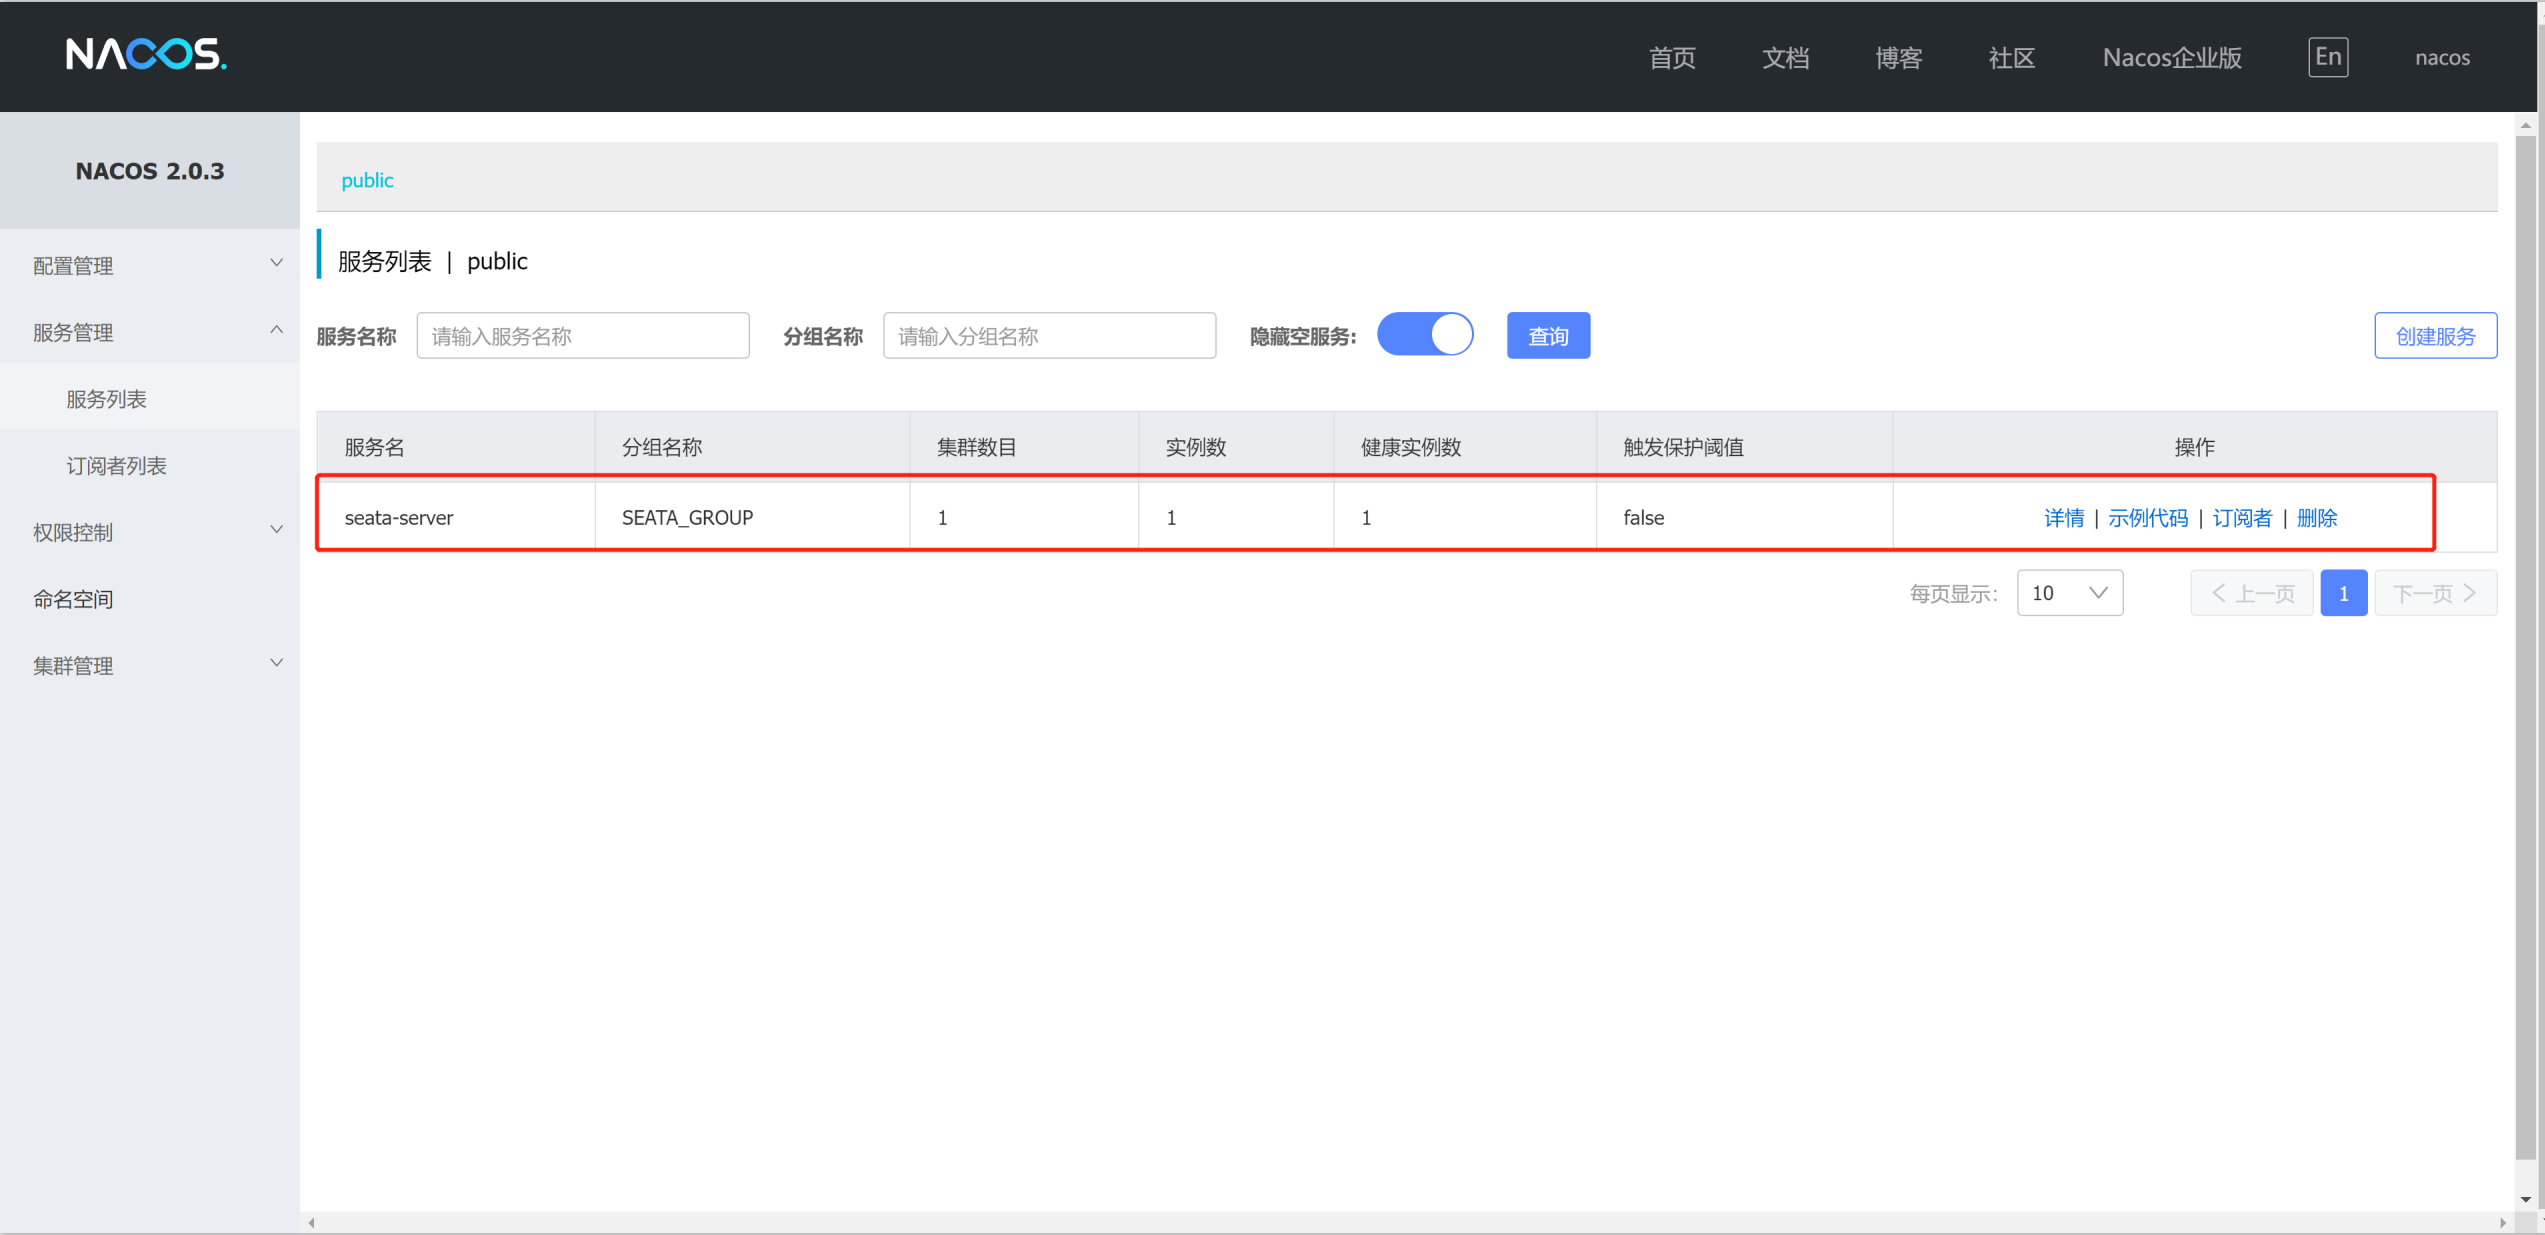 NACOS.
首页 文档 博客 社区 Nacos企业版 En nacos
NACOS 2.0.3
配置管理
服务管理
服务列表
订阅者列表
权限控制
命名空间
集群管理
public
服务列表 | public
服务名称 请输入服务名称 分组名称 请输入分组名称 隐藏空服务: 查询 创建服务
服务名 分组名称 集群数目 实例数 健康实例数 触发保护阈值 操作
seata-server SEATA_GROUP 1 1 1 false 详情 | 示例代码 | 订阅者 | 删除
每页显示: 10 上一页 1 下一页